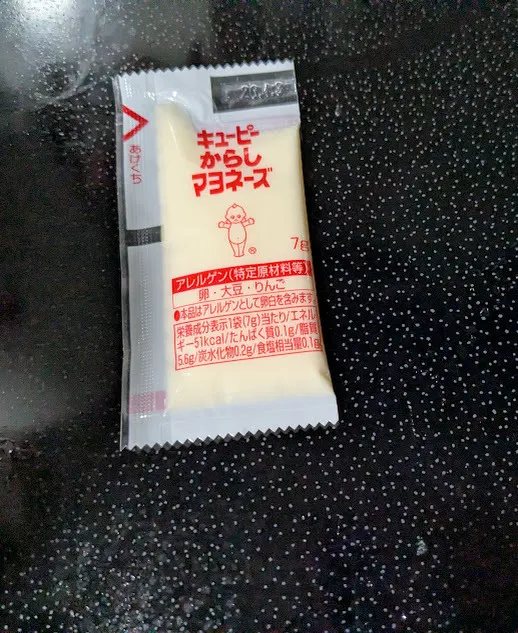 あけくち
キユーピー
からし
マヨネーズ
®
7g
アレルゲン(特定原材料等)
卵・大豆・りんご
●本品はアレルゲンとして卵白を含みます
栄養成分表示1袋(7g)当たり/エネル
ギー51kcal/たんぱく質0.1g/脂質
5.6g/炭水化物0.2g/食塩相当量0.1g